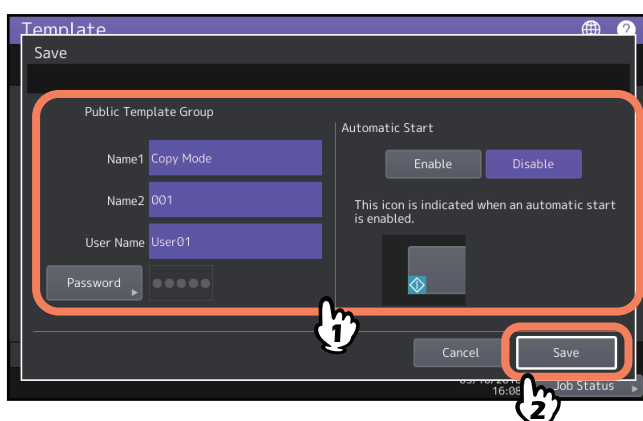 Template
?
Save
Public Template Group
Name1 Copy Mode
Name2 001
User Name User01
Password
Automatic Start
Enable Disable
This icon is indicated when an automatic start
is enabled.
1
Cancel Save
16:08
Job Status
2